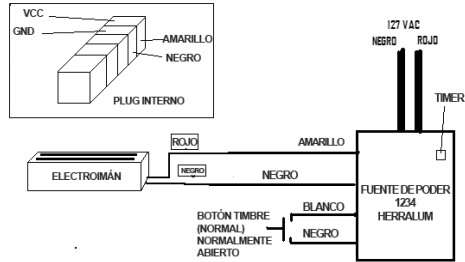 VCC
GND
AMARILLO
NEGRO
PLUG INTERNO
127 VAC
NEGRO ROJO
TIMER
ROJO
AMARILLO
NEGRO
NEGRO
ELECTROIMÁN
FUENTE DE PODER
1234
HERRALUM
BLANCO
NEGRO
BOTÓN TIMBRE
(NORMAL)
NORMALMENTE
ABIERTO